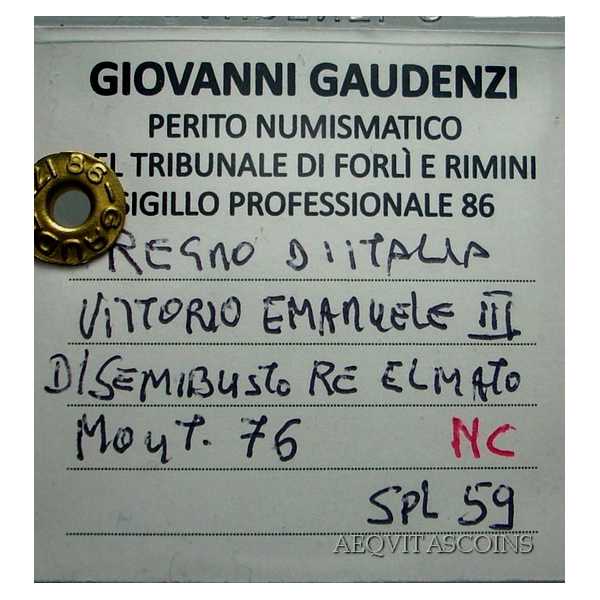 GIOVANNI GAUDENZI
PERITO NUMISMATICO
EL TRIBUNALE DI FORLÌ E RIMINI
SIGILLO PROFESSIONALE 86
REGNO D'ITALIA
VITTORIO EMANUELE III
DISEMIBUSTO RE ELMATO
MONT. 76 NC
SPL 59
AEQVITASCOINS